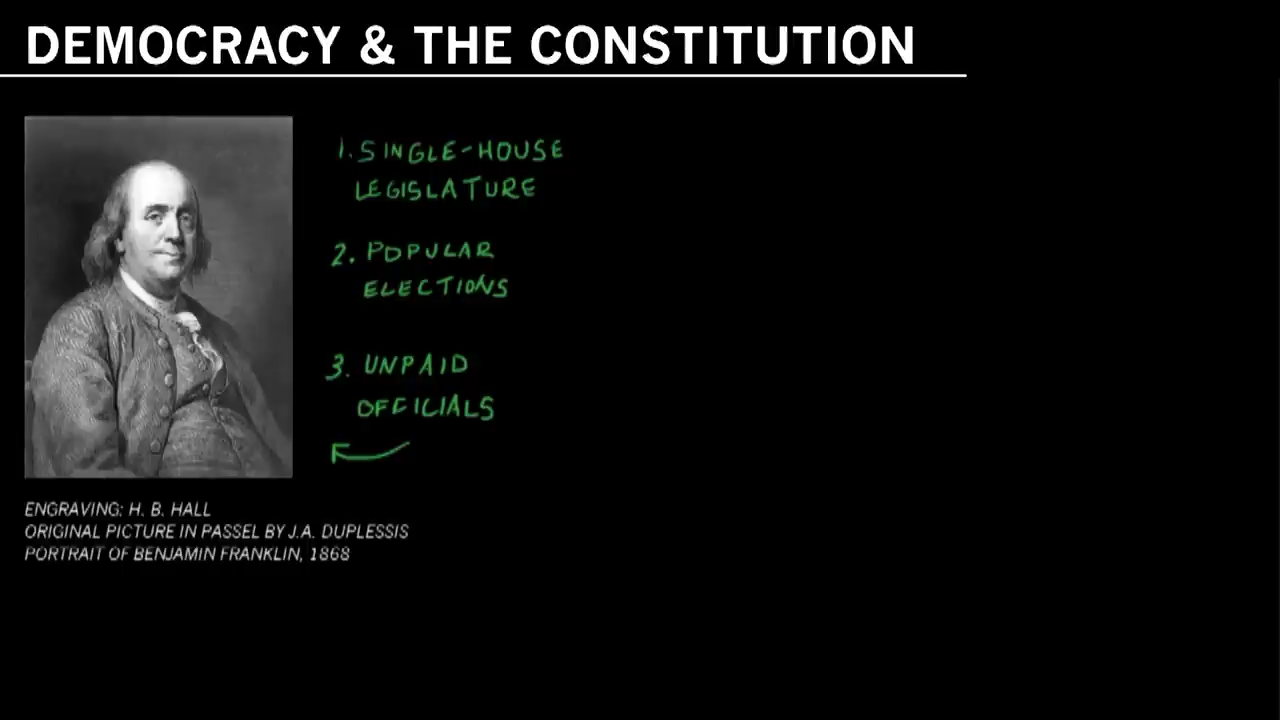 DEMOCRACY & THE CONSTITUTION
1. SINGLE-HOUSE
LEGISLATURE
2. POPULAR
ELECTIONS
3. UNPAID
OFFICIALS
ENGRAVING: H. B. HALL
ORIGINAL PICTURE IN PASSEL BY J.A. DUPLESSIS
PORTRAIT OF BENJAMIN FRANKLIN, 1868